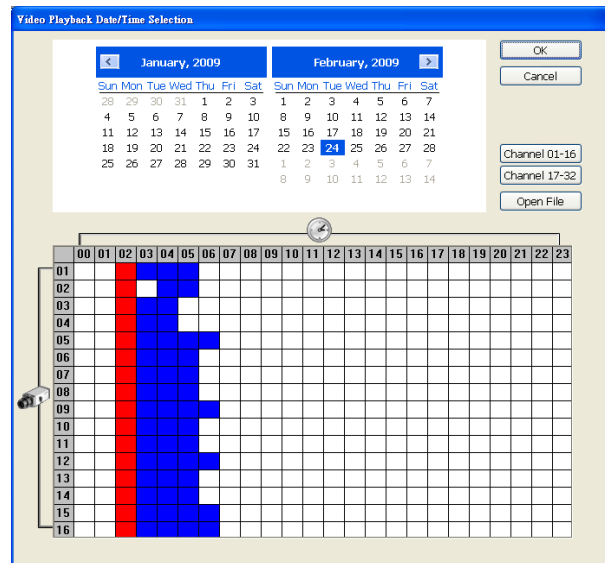 Video Playback Date/Time Selection
January, 2009
Sun Mon Tue Wed Thu Fri Sat
28 29 30 31 1 2 3
4 5 6 7 8 9 10
11 12 13 14 15 16 17
18 19 20 21 22 23 24
25 26 27 28 29 30 31
February, 2009
Sun Mon Tue Wed Thu Fri Sat
1 2 3 4 5 6 7
8 9 10 11 12 13 14
15 16 17 18 19 20 21
22 23 24 25 26 27 28
1 2 3 4 5 6 7
8 9 10 11 12 13 14
OK
Cancel
Channel 01-16
Channel 17-32
Open File
00 01 02 03 04 05 06 07 08 09 10 11 12 13 14 15 16 17 18 19 20 21 22 23
01
02
03
04
05
06
07
08
09
10
11
12
13
14
15
16